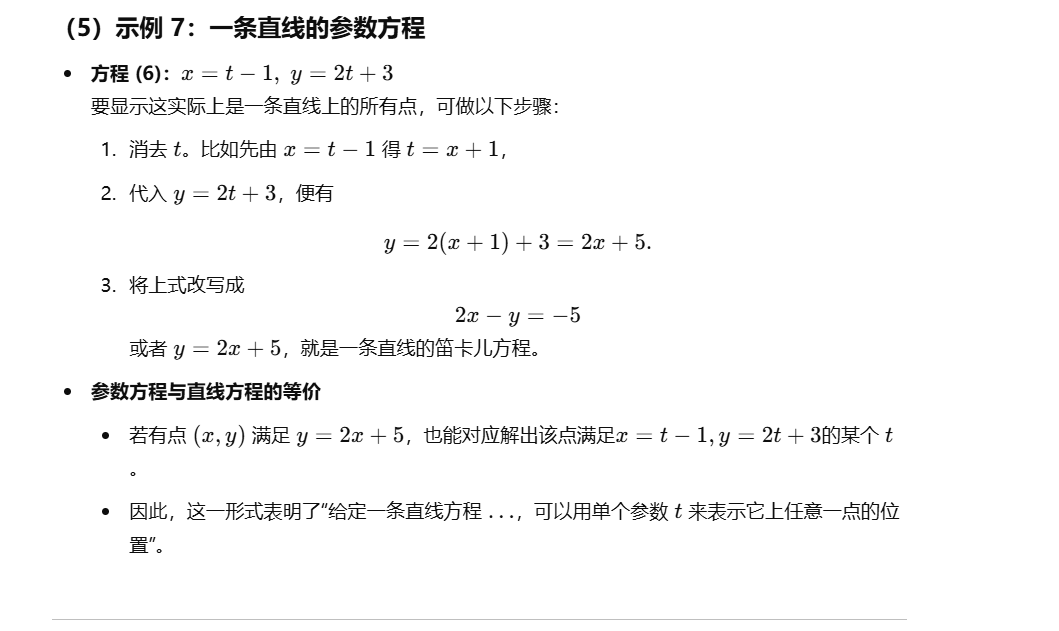 （5）示例 7：一条直线的参数方程
• 方程 (6)：x = t − 1, y = 2t + 3
要显示这实际上是一条直线上的所有点，可做以下步骤：
1. 消去 t。比如先由 x = t − 1 得 t = x + 1,
2. 代入 y = 2t + 3，便有
y = 2(x + 1) + 3 = 2x + 5.
3. 将上式改写成
2x − y = −5
或者 y = 2x + 5，就是一条直线的笛卡儿方程。
• 参数方程与直线方程的等价
• 若有点 (x, y) 满足 y = 2x + 5，也能对应解出该点满足x = t − 1, y = 2t + 3的某个 t
。
• 因此，这一形式表明了“给定一条直线方程 ...，可以用单个参数 t 来表示它上任意一点的位
置”。